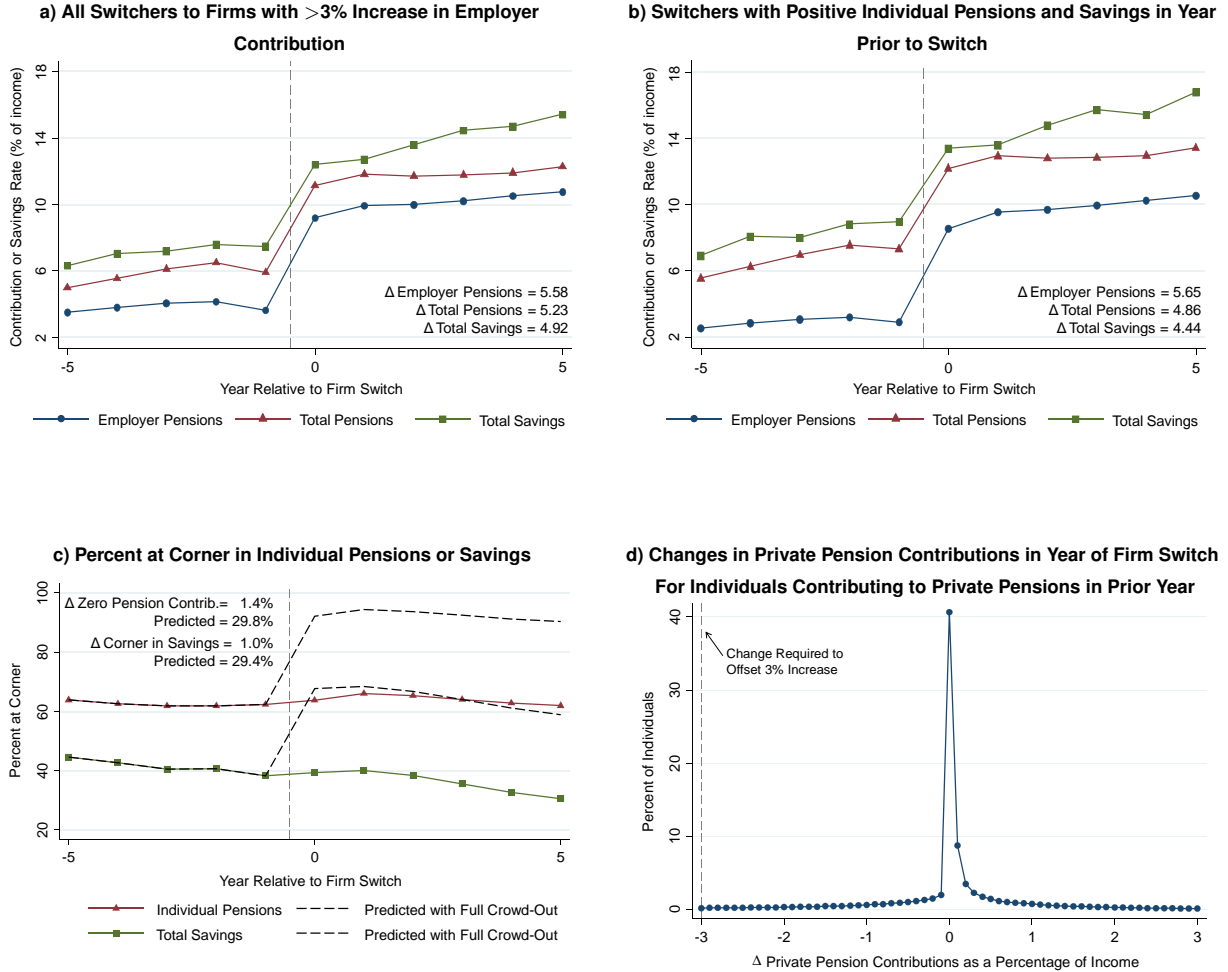 a) All Switchers to Firms with >3% Increase in Employer
Contribution
Contribution or Savings Rate (% of income)
18
14
10
6
2
Δ Employer Pensions = 5.58
Δ Total Pensions = 5.23
Δ Total Savings = 4.92
-5
0
5
Year Relative to Firm Switch
Employer Pensions
Total Pensions
Total Savings
b) Switchers with Positive Individual Pensions and Savings in Year
Prior to Switch
Contribution or Savings Rate (% of income)
18
14
10
6
2
Δ Employer Pensions = 5.65
Δ Total Pensions = 4.86
Δ Total Savings = 4.44
-5
0
5
Year Relative to Firm Switch
Employer Pensions
Total Pensions
Total Savings
c) Percent at Corner in Individual Pensions or Savings
Percent at Corner
100
80
60
40
20
Δ Zero Pension Contrib.= 1.4%
Predicted = 29.8%
Δ Corner in Savings = 1.0%
Predicted = 29.4%
-5
0
5
Year Relative to Firm Switch
Individual Pensions
Predicted with Full Crowd-Out
Total Savings
Predicted with Full Crowd-Out
d) Changes in Private Pension Contributions in Year of Firm Switch
For Individuals Contributing to Private Pensions in Prior Year
Percent of Individuals
40
30
20
10
0
Change Required to
Offset 3% Increase
-3
-2
-1
0
1
2
3
Δ Private Pension Contributions as a Percentage of Income